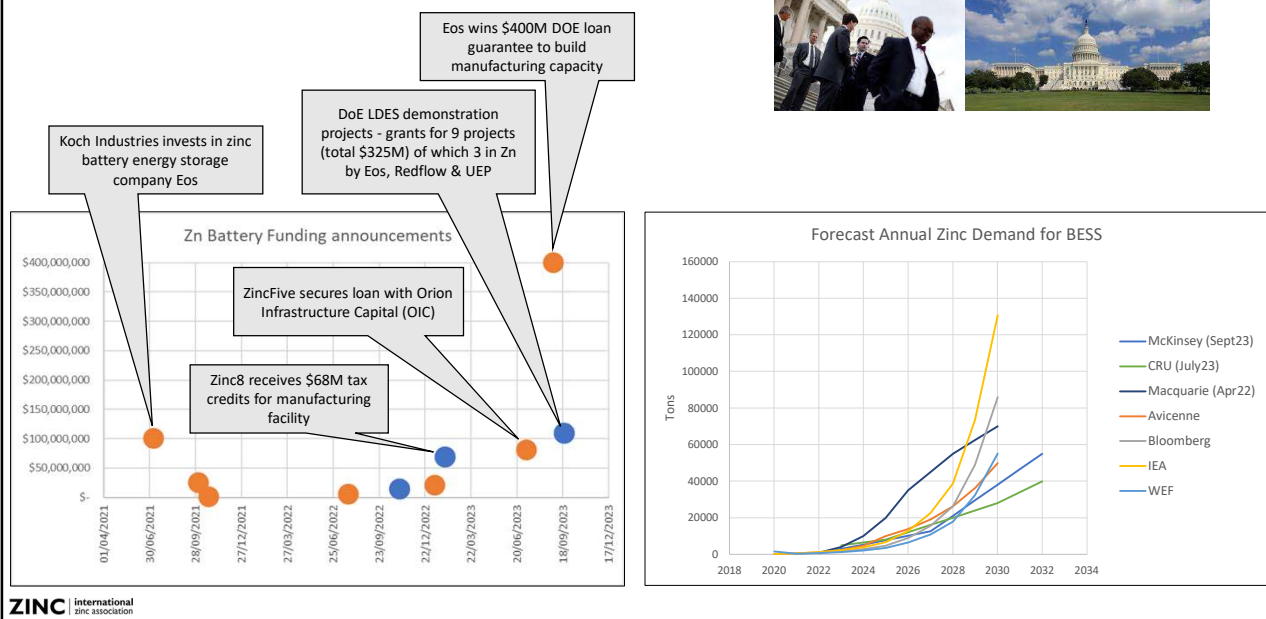 Eos wins $400M DOE loan
guarantee to build
manufacturing capacity
DoE LDES demonstration
projects - grants for 9 projects
(total $325M) of which 3 in Zn
by Eos, Redflow & UEP
Koch Industries invests in zinc
battery energy storage
company Eos
Zn Battery Funding announcements
ZincFive secures loan with Orion
Infrastructure Capital (OIC)
Zinc8 receives $68M tax
credits for manufacturing
facility
$400,000,000
$350,000,000
$300,000,000
$250,000,000
$200,000,000
$150,000,000
$100,000,000
$50,000,000
$-
01/04/2021
30/06/2021
28/09/2021
27/12/2021
27/03/2022
25/06/2022
23/09/2022
22/12/2022
22/03/2023
20/06/2023
18/09/2023
17/12/2023
Forecast Annual Zinc Demand for BESS
Tons
160000
140000
120000
100000
80000
60000
40000
20000
0
2018
2020
2022
2024
2026
2028
2030
2032
2034
McKinsey (Sept23)
CRU (July23)
Macquarie (Apr22)
Avicenne
Bloomberg
IEA
WEF
ZINC international
zinc association